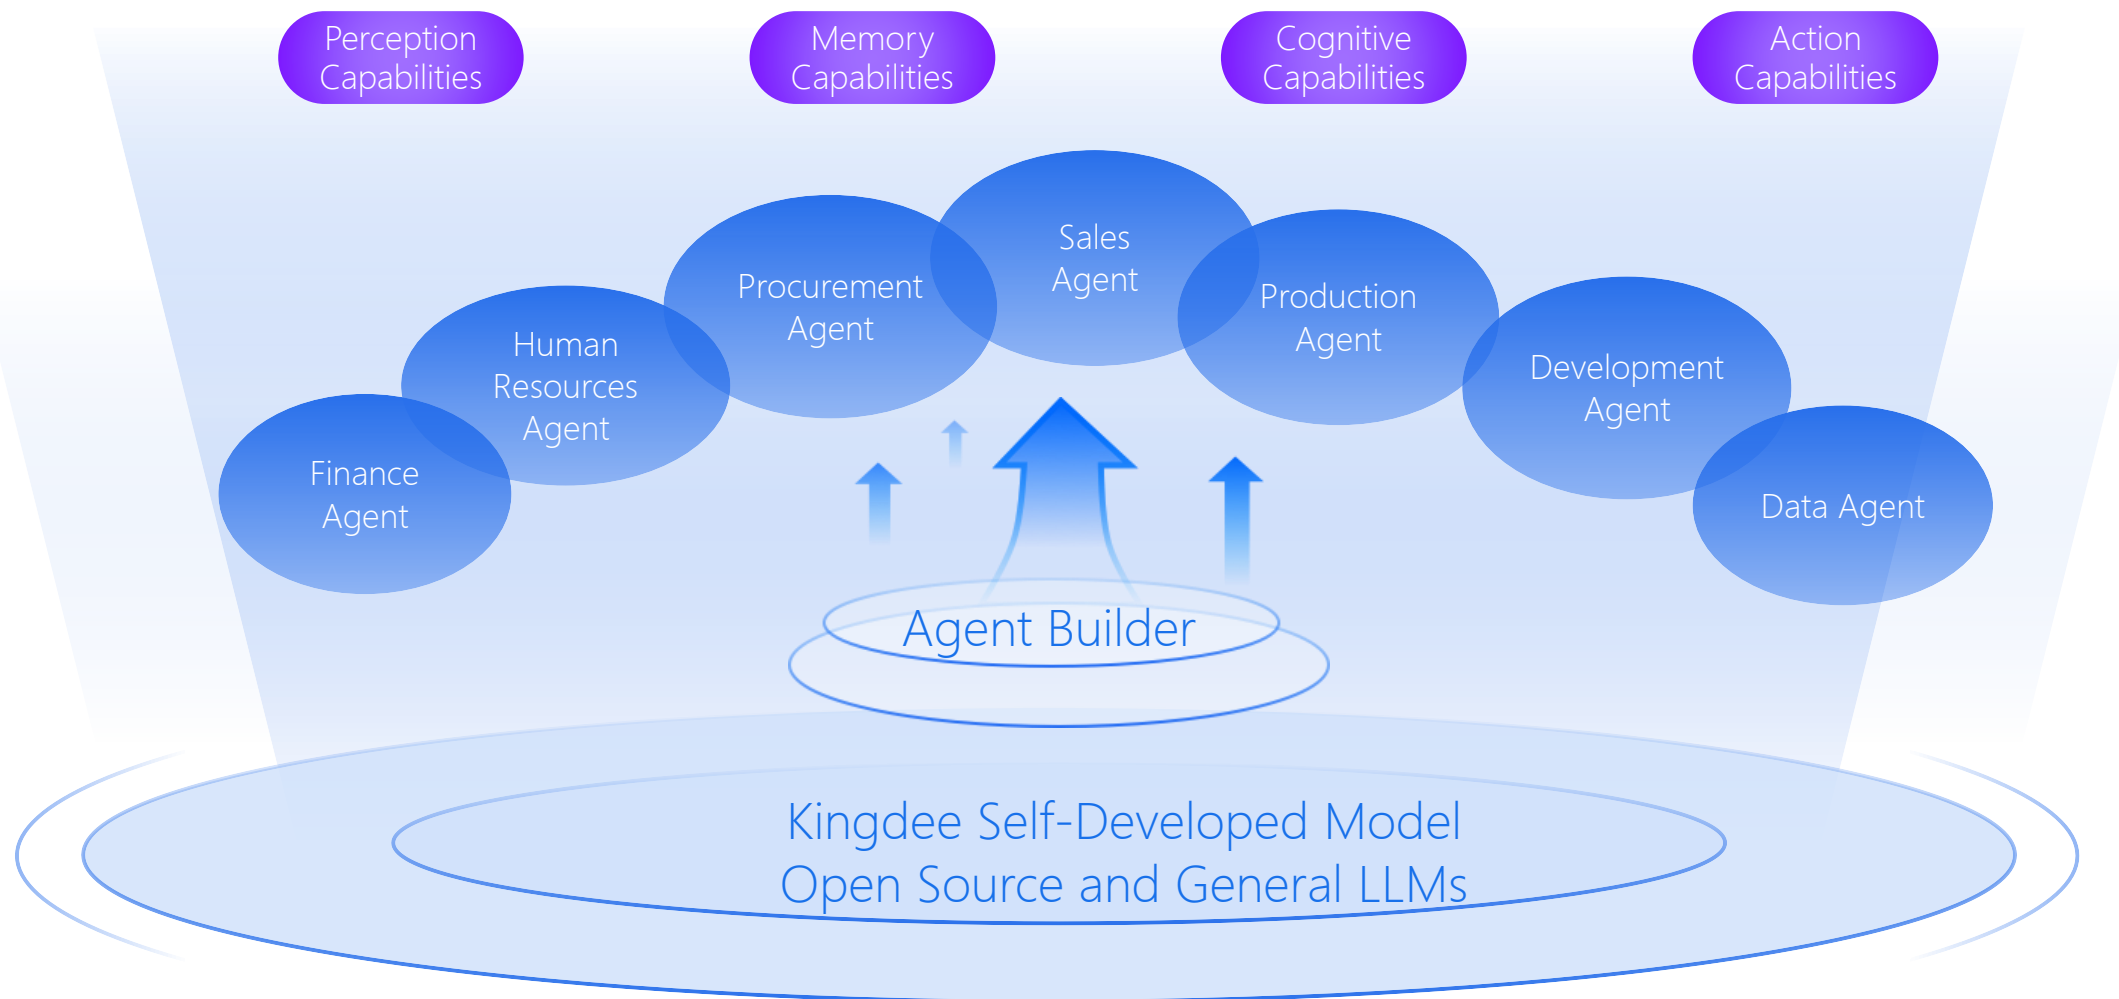 Perception
Capabilities
Memory
Capabilities
Cognitive
Capabilities
Action
Capabilities
Finance
Agent
Human
Resources
Agent
Procurement
Agent
Sales
Agent
Production
Agent
Development
Agent
Data Agent
Agent Builder
Kingdee Self-Developed Model
Open Source and General LLMs